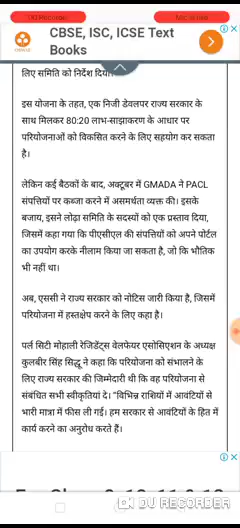 CBSE, ISC, ICSE Text
Books
लिए समिति को निर्देश दिया।
इस योजना के तहत, एक निजी डेवलपर राज्य सरकार के
साथ मिलकर 80:20 लाभ-साझाकरण के आधार पर
परियोजनाओं को विकसित करने के लिए सहयोग कर सकता
है।
लेकिन कई बैठकों के बाद, अक्टूबर में GMADA ने PACL
संपत्तियों पर कब्जा करने में असमर्थता व्यक्त की। इसके
बजाय, इसने लोढ़ा समिति के सदस्यों को एक प्रस्ताव दिया,
जिसमें कहा गया कि पीएसीएल की संपत्तियों को अपने पोर्टल
का उपयोग करके नीलाम किया जा सकता है, जो कि भौतिक
भी नहीं था।
अब, एससी ने राज्य सरकार को नोटिस जारी किया है, जिसमें
परियोजना में हस्तक्षेप करने के लिए कहा है।
पर्ल सिटी मोहाली रेजिडेंट्स वेलफेयर एसोसिएशन के अध्यक्ष
कुलबीर सिंह सिद्धू ने कहा कि परियोजना को संभालने के
लिए राज्य सरकार की जिम्मेदारी थी कि वह परियोजना से
संबंधित सभी स्वीकृतियां दे। "विभिन्न राशियों में आवंटियों से
भारी मात्रा में फीस ली गई। हम सरकार से आवंटियों के हित में
कार्य करने का अनुरोध करते हैं।
DU RECORDER